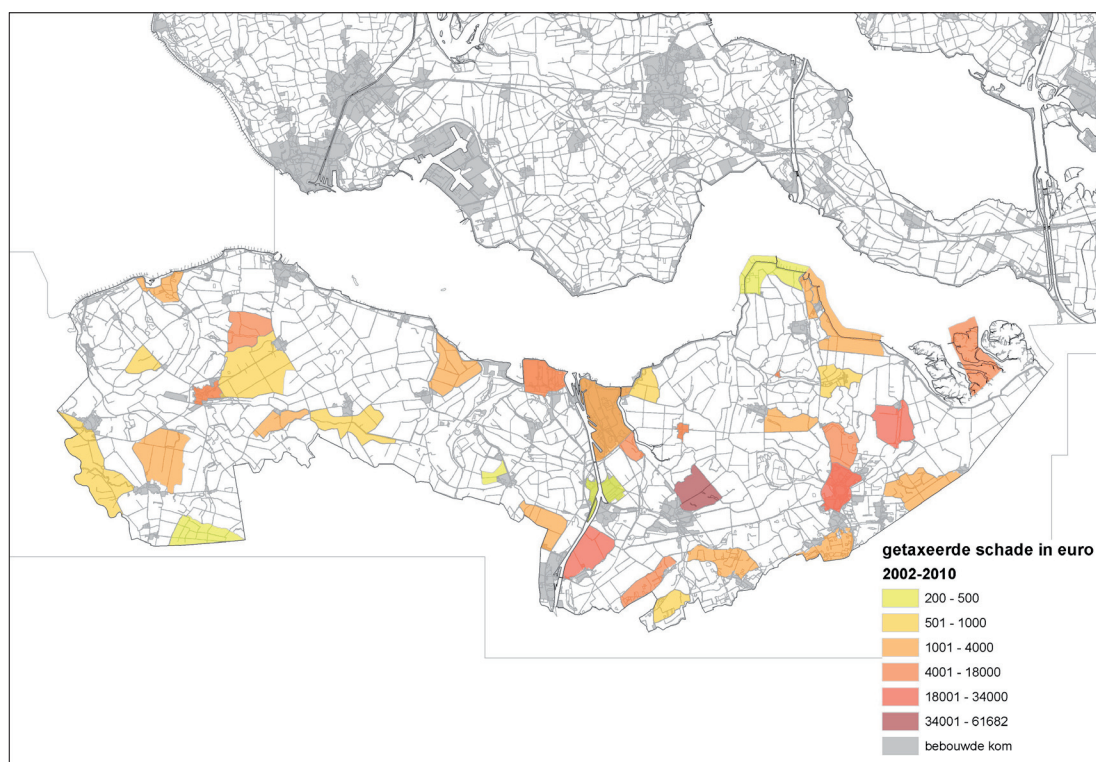 getaxeerde schade in euro
2002-2010
200 - 500
501 - 1000
1001 - 4000
4001 - 18000
18001 - 34000
34001 - 61682
bebouwde kom